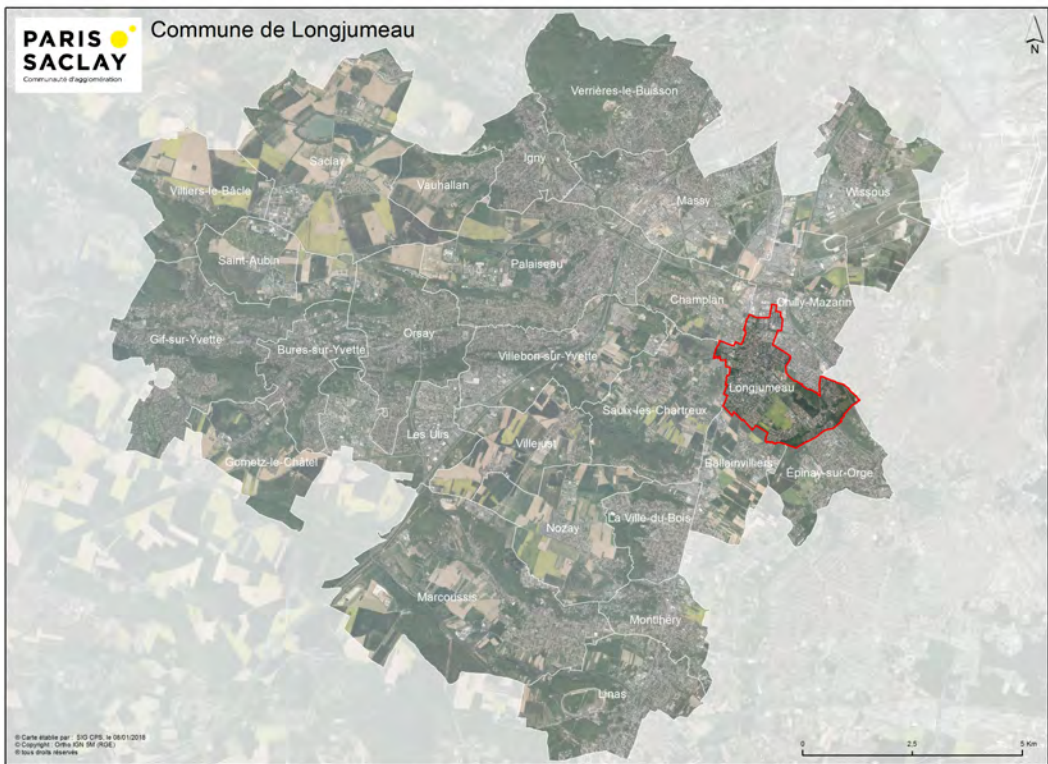 PARIS
SACLAY
Communauté d'agglomération
Commune de Longjumeau
N
Verrières-le-Buisson
Igny
Saclay
Vauhallan
Villiers-le-Bâcle
Massy
Wissous
Saint-Aubin
Palaiseau
Champlan
Chilly-Mazarin
Gif-sur-Yvette
Bures-sur-Yvette
Orsay
Villebon-sur-Yvette
Longjumeau
Saulx-les-Chartreux
Les Ulis
Villejust
Gometz-le-Châtel
Ballainvilliers
Épinay-sur-Orge
La Ville-du-Bois
Nozay
Marcoussis
Montlhéry
Linas
© Carte établie par : SIG CPS, le 08/01/2018
© Copyright : Ortho IGN 5M (RGE)
© tous droits réservés
0 2,5 5 Km